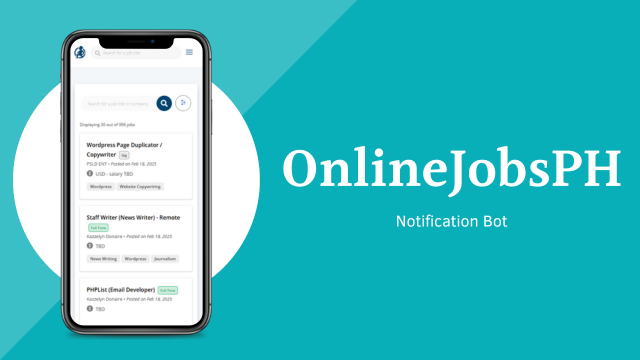 Search for a job title
Search for a job title or company
Displaying 30 out of 996 jobs
Wordpress Page Duplicator /
Copywriter Gig
PSLD ENT • Posted on Feb 18, 2025
USD - salary TBD
Wordpress Website Copywriting
Staff Writer (News Writer) - Remote
Full Time
Kazzelyn Donaire • Posted on Feb 18, 2025
TBD
News Writing Wordpress Journalism
PHPList (Email Developer) Full Time
Kazzelyn Donaire • Posted on Feb 18, 2025
TBD
OnlineJobsPH
Notification Bot